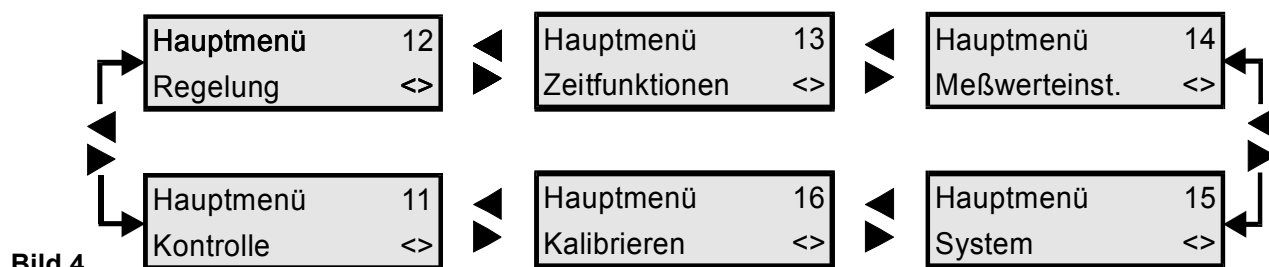 Hauptmenü 12
Regelung <>
Hauptmenü 13
Zeitfunktionen <>
Hauptmenü 14
Meßwerteinst. <>
Hauptmenü 11
Kontrolle <>
Hauptmenü 16
Kalibrieren <>
Hauptmenü 15
System <>
Bild 4